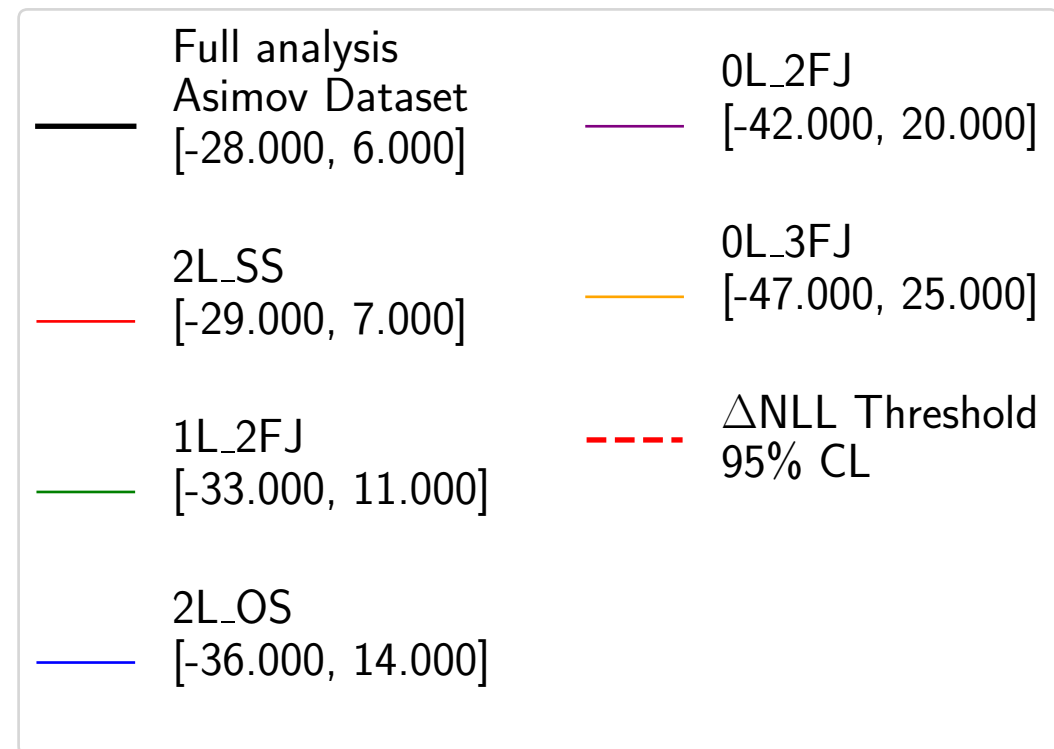 Full analysis
Asimov Dataset
[-28.000, 6.000]
2L_SS
[-29.000, 7.000]
1L_2FJ
[-33.000, 11.000]
2L_OS
[-36.000, 14.000]
0L_2FJ
[-42.000, 20.000]
0L_3FJ
[-47.000, 25.000]
ΔNLL Threshold
95% CL